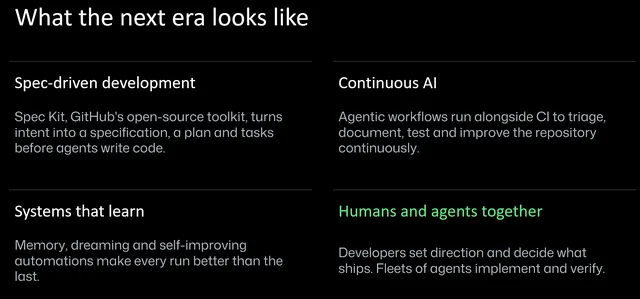 What the next era looks like
Spec-driven development
Spec Kit, GitHub's open-source toolkit, turns
intent into a specification, a plan and tasks
before agents write code.
Continuous AI
Agentic workflows run alongside CI to triage,
document, test and improve the repository
continuously.
Systems that learn
Memory, dreaming and self-improving
automations make every run better than the
last.
Humans and agents together
Developers set direction and decide what
ships. Fleets of agents implement and verify.